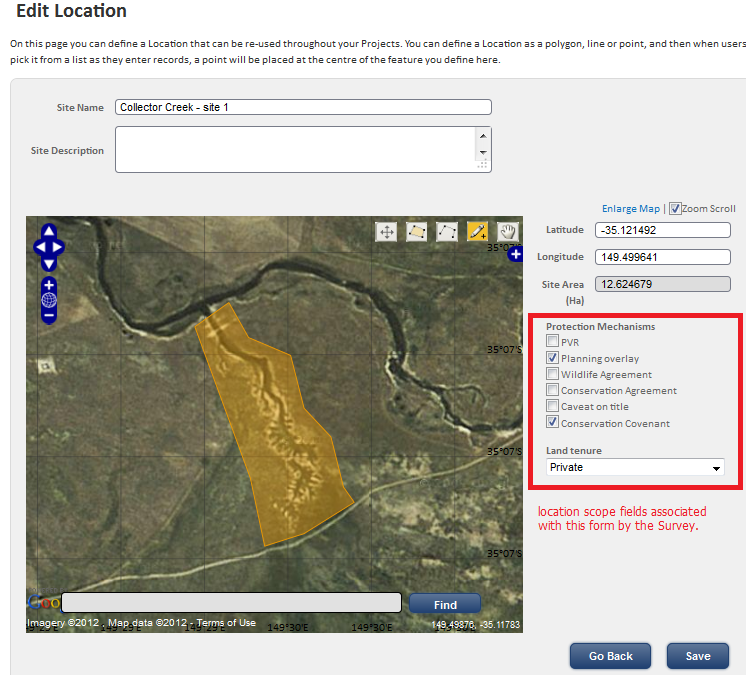 Edit Location
On this page you can define a Location that can be re-used throughout your Projects. You can define a Location as a polygon, line or point, and then when users
pick it from a list as they enter records, a point will be placed at the centre of the feature you define here.
Site Name
Collector Creek - site 1
Site Description
Enlarge Map | Zoom Scroll
Latitude
-35.121492
Longitude
149.499641
Site Area
(Ha)
12.624679
Protection Mechanisms
PVR
Planning overlay
Wildlife Agreement
Conservation Agreement
Caveat on title
Conservation Covenant
Land tenure
Private
location scope fields associated
with this form by the Survey.
35°07'S
35°07'S
35°07'S
35°07'S
Goo
Find
Imagery ©2012 , Map data ©2012 - Terms of Use
149.49876, -35.11783
149°29'E
149°29'E
149°30'E
149°30'E
Go Back
Save